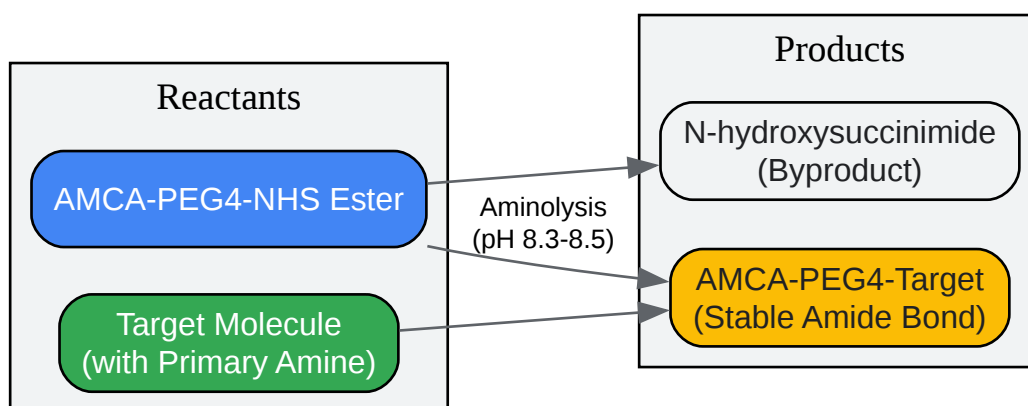 Reactants
AMCA-PEG4-NHS Ester
Target Molecule
(with Primary Amine)
Aminolysis
(pH 8.3-8.5)
Products
N-hydroxysuccinimide
(Byproduct)
AMCA-PEG4-Target
(Stable Amide Bond)